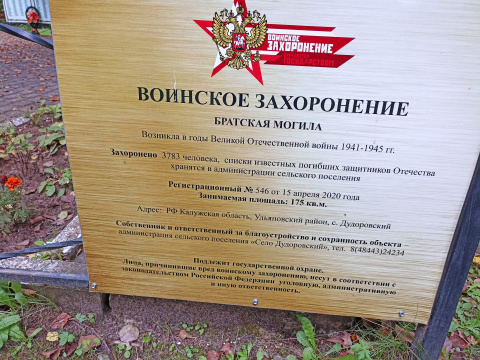 ВОИНСКОЕ
ЗАХОРОНЕНИЕ
ГОСУДАРСТВОМ
ВОИНСКОЕ ЗАХОРОНЕНИЕ
БРАТСКАЯ МОГИЛА
Возникла в годы Великой Отечественной войны 1941-1945 гг.
Захоронено 3783 человека, списки известных погибших защитников Отечества
хранятся в администрации сельского поселения
Регистрационный № 546 от 15 апреля 2020 года
Занимаемая площадь: 175 кв.м.
Адрес: РФ Калужская область, Ульяновский район, с. Дудоровский
Собственник и ответственный за благоустройство и сохранность объекта –
администрация сельского поселения «Село Дудоровский», тел. 8(48443)24234
Подлежит государственной охране.
Лица, причинившие вред воинскому захоронению, несут в соответствии с
законодательством Российской Федерации уголовную, административную
и иную ответственность.